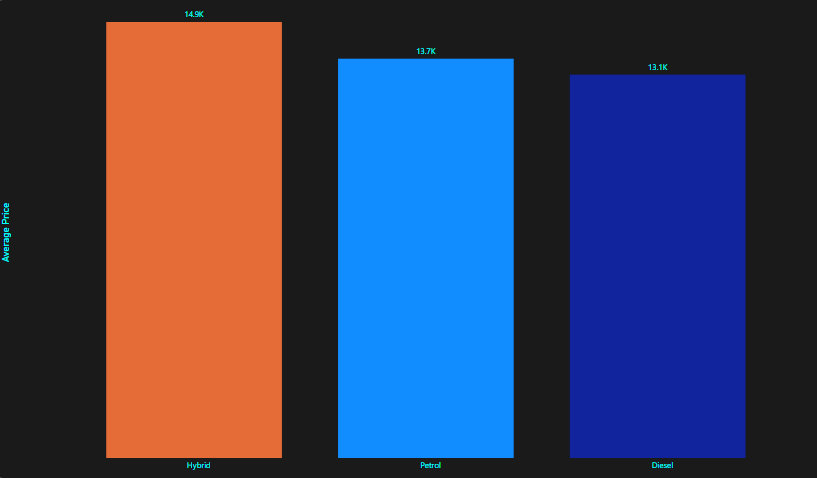 14.9K
13.7K
13.1K
Average Price
Hybrid
Petrol
Diesel